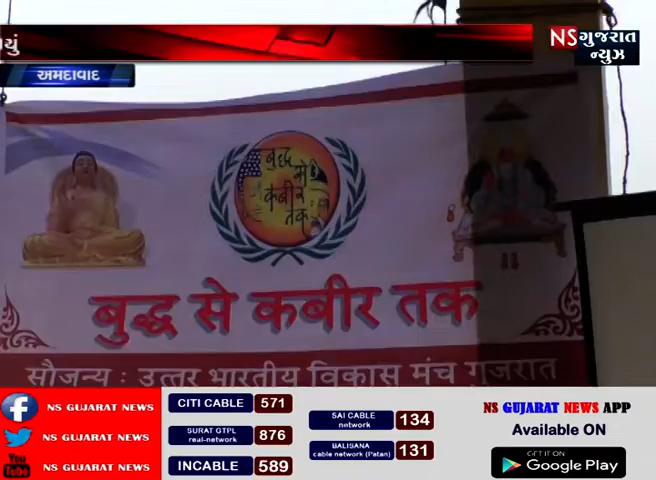 યું
NS ગુજરાત
ન્યુઝ
અમદાવાદ
बुद्ध
से
कबीर
तक
बुद्ध से कबीर तक
सौजन्य : उत्तर भारतीय विकास मंच गुजरात
NS GUJARAT NEWS
NS GUJARAT NEWS
You Tube NS GUJARAT NEWS
CITI CABLE 571
SURAT GTPL
real-network 876
INCABLE 589
SAI CABLE
network 134
BALISANA
cable network (Patan) 131
NS GUJARAT NEWS APP
Available ON
GET IT ON
Google Play